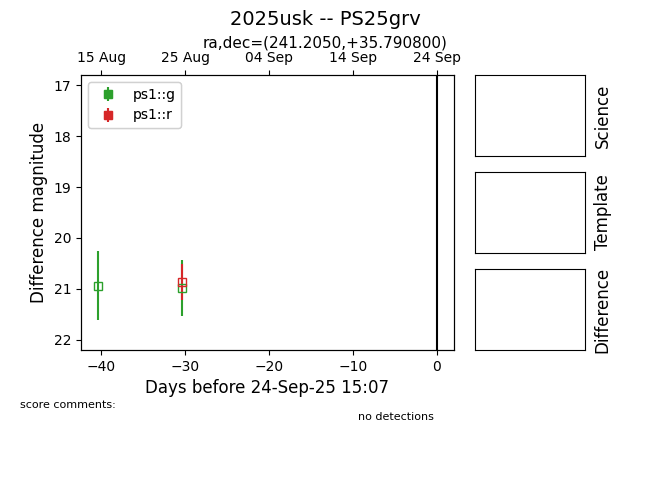 2025usk -- PS25grv
ra,dec=(241.2050,+35.790800)
15 Aug 25 Aug 04 Sep 14 Sep 24 Sep
ps1::g
ps1::r
17
18
19
20
21
22
Difference magnitude
−40 −30 −20 −10 0
Days before 24-Sep-25 15:07
Science
Template
Difference
score comments:
no detections